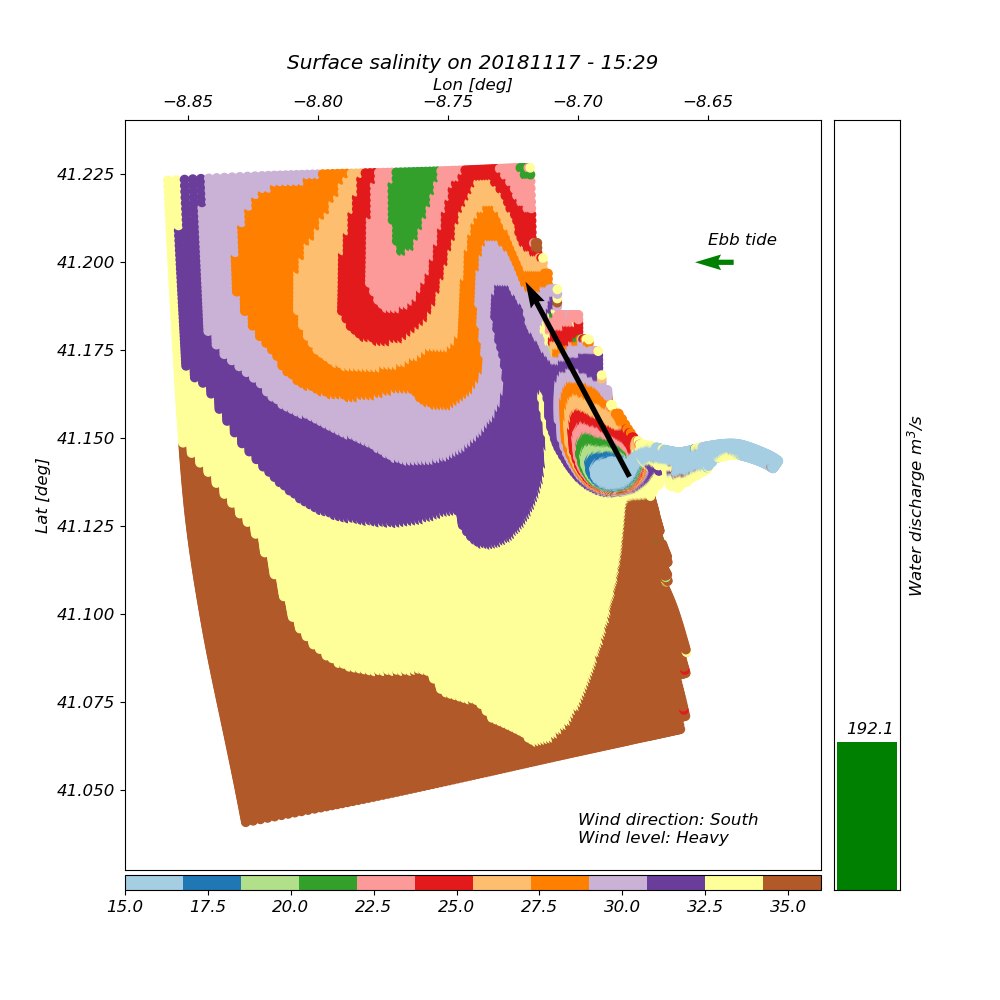 Surface salinity on 20181117 - 15:29
Lon [deg]
−8.85 −8.80 −8.75 −8.70 −8.65
41.225
41.200
41.175
41.150
41.125
41.100
41.075
41.050
Lat [deg]
Ebb tide
Wind direction: South
Wind level: Heavy
192.1
Water discharge m³/s
15.0 17.5 20.0 22.5 25.0 27.5 30.0 32.5 35.0